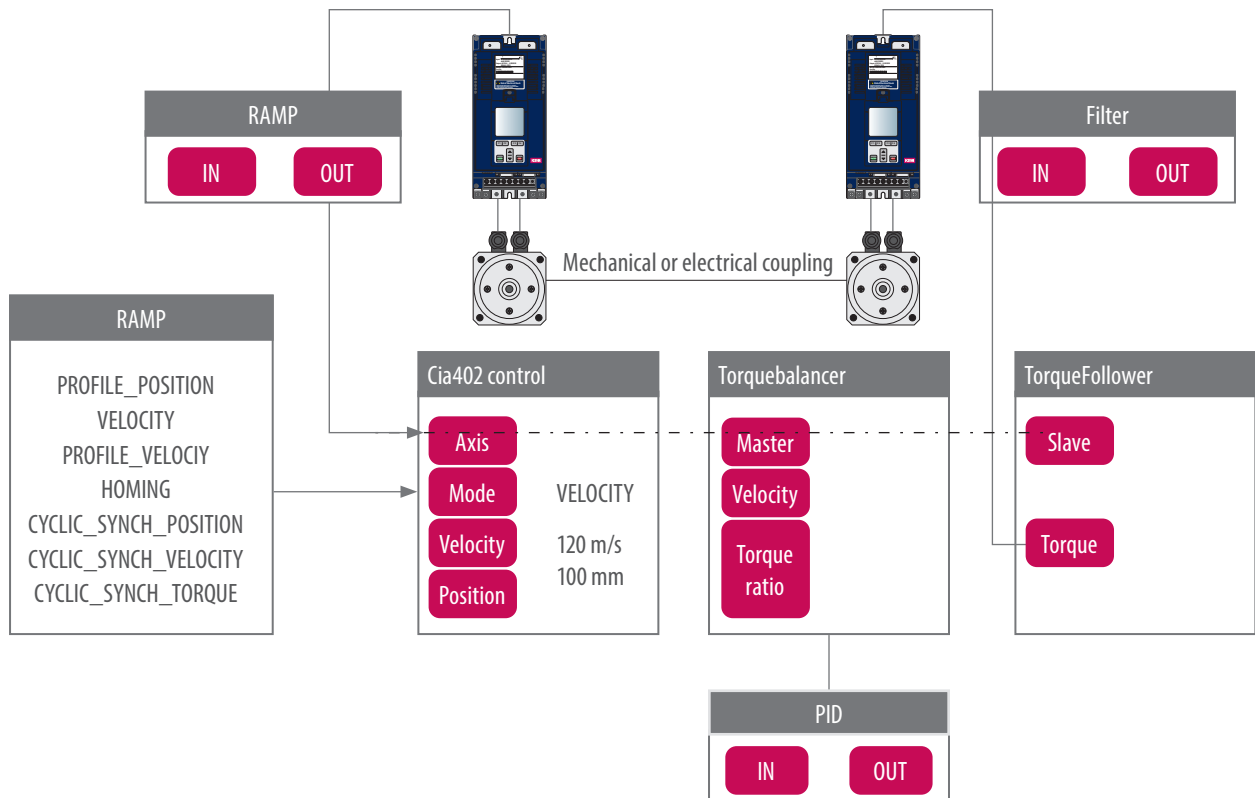 RAMP
IN OUT
Filter
IN OUT
KEB
KEB
Mechanical or electrical coupling
RAMP
PROFILE_POSITION
VELOCITY
PROFILE_VELOCIY
HOMING
CYCLIC_SYNCH_POSITION
CYCLIC_SYNCH_VELOCITY
CYCLIC_SYNCH_TORQUE
Cia402 control
Axis
Mode VELOCITY
Velocity 120 m/s
100 mm
Position
Torquebalancer
Master
Velocity
Torque
ratio
TorqueFollower
Slave
Torque
PID
IN OUT